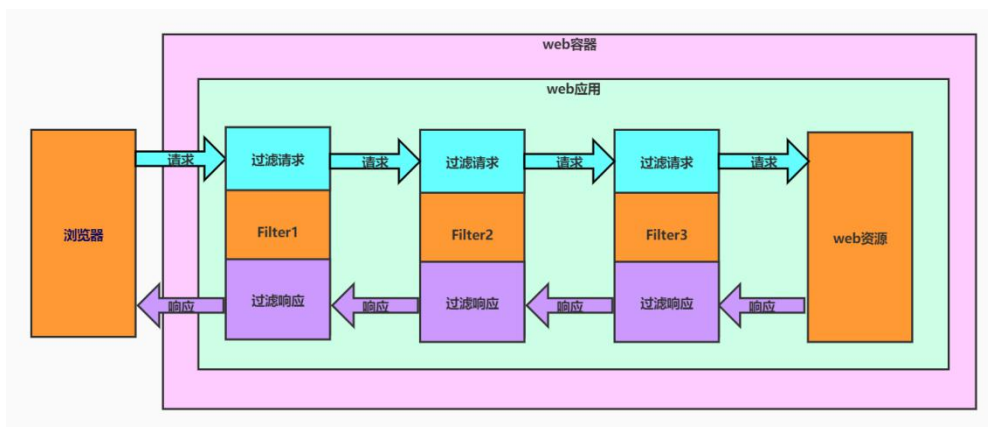 web容器
web应用
请求
过滤请求
请求
过滤请求
请求
过滤请求
请求
浏览器
Filter1
Filter2
Filter3
web资源
响应
过滤响应
响应
过滤响应
响应
过滤响应
响应